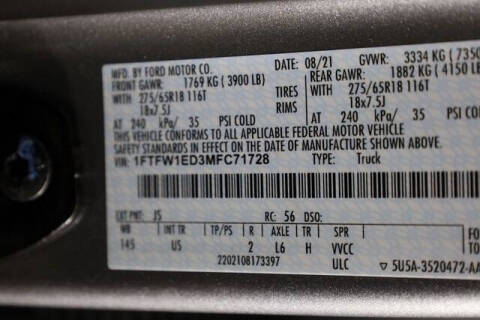 MFD. BY FORD MOTOR CO.
DATE: 08/21 GVWR: 3334 KG (7350
FRONT GAWR: 1769 KG (3900 LB) REAR GAWR: 1882 KG (4150 LB
WITH 275/65R18 116T TIRES WITH 275/65R18 116T
18x7.5J RIMS 18x7.5J
AT 240 kPa/ 35 PSI COLD AT 240 kPa/ 35 PSI COLD
THIS VEHICLE CONFORMS TO ALL APPLICABLE FEDERAL MOTOR VEHICLE
SAFETY STANDARDS IN EFFECT ON THE DATE OF MANUFACTURE SHOWN ABOVE.
VIN: 1FTFW1ED3MFC71728 TYPE: Truck
EXT PNT: JS RC: 56 DSO:
WB INT TR TP/PS R AXLE TR SPR
145 US 2 L6 H VVCC
2202108173397 ULC ▽5U5A-3520472-AA